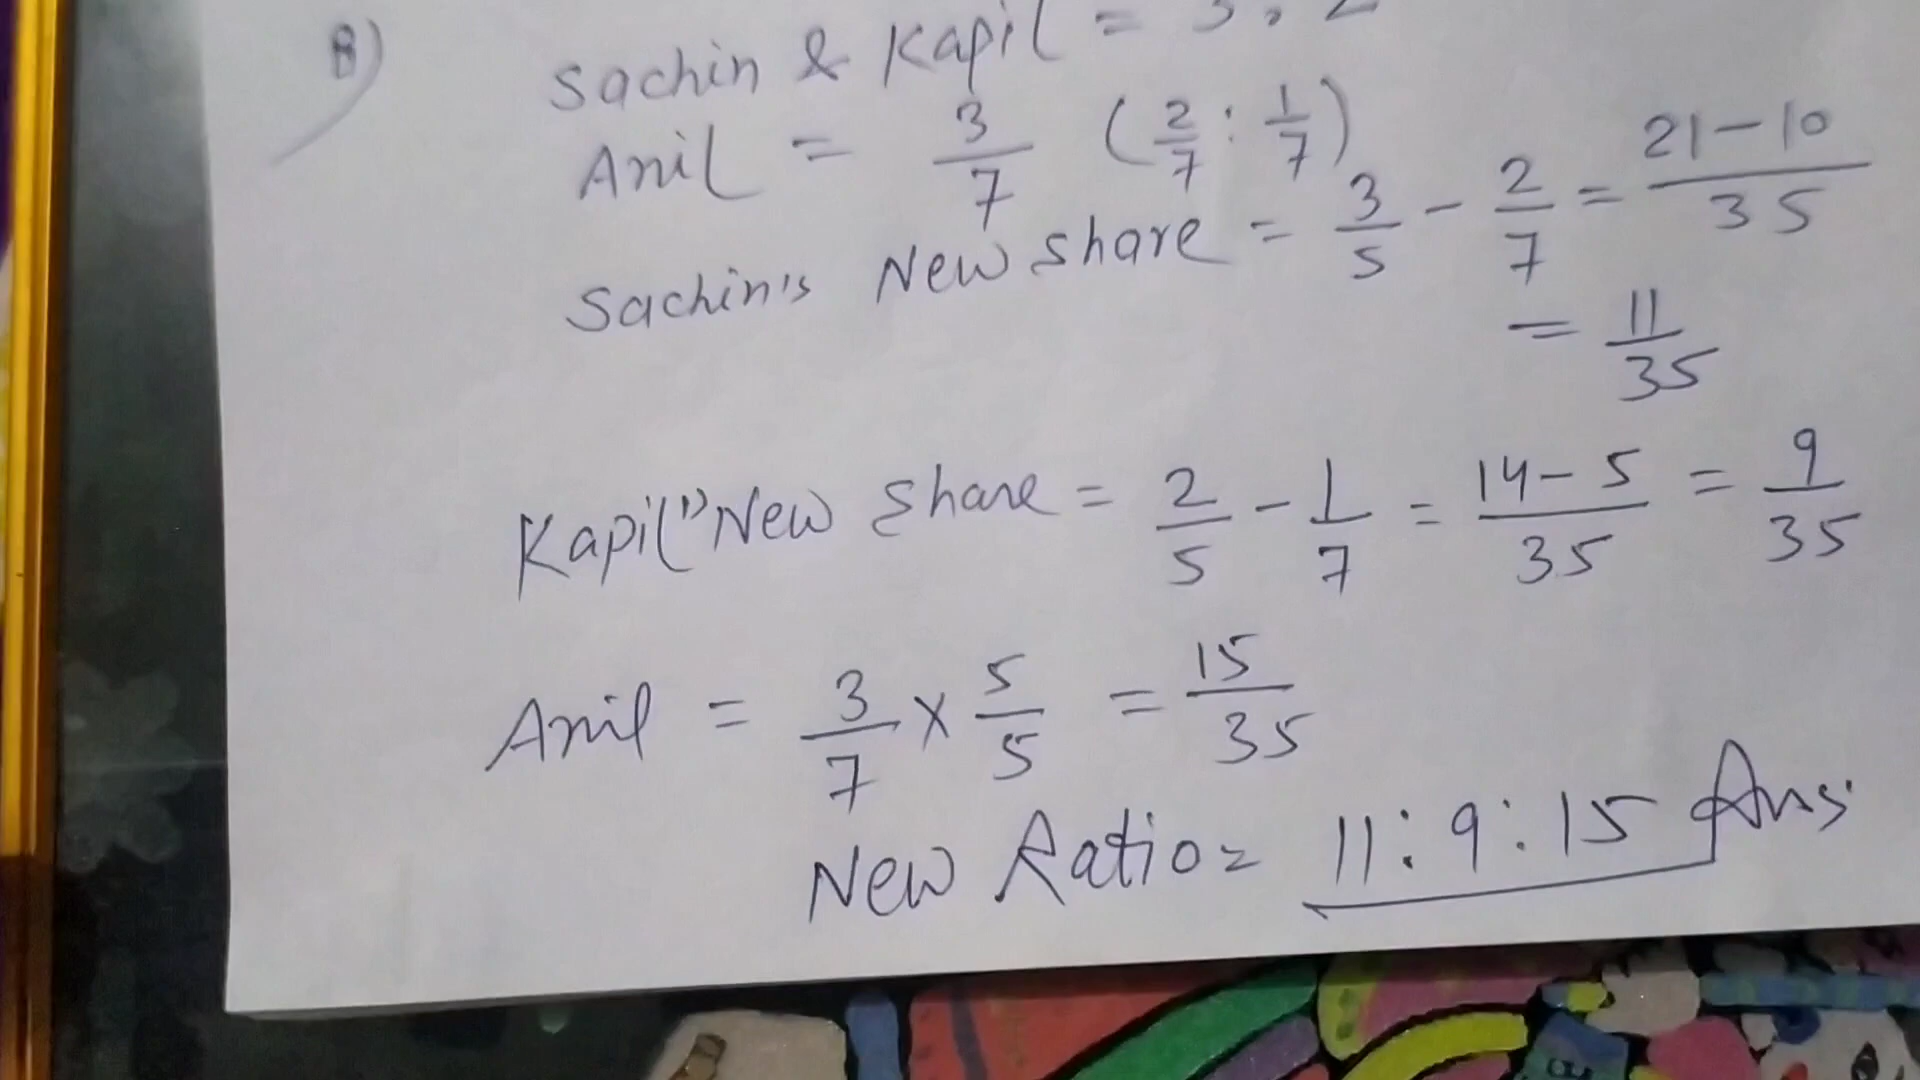 B)
Sachin & Kapil = 3:2
Anil = 3/7 (2/7 : 1/7)
Sachin's New share = 3/5 - 2/7 = 21-10/35
= 11/35
Kapil" New Share = 2/5 - 1/7 = 14-5/35 = 9/35
Anil = 3/7 x 5/5 = 15/35
New Ratio = 11:9:15 Ans